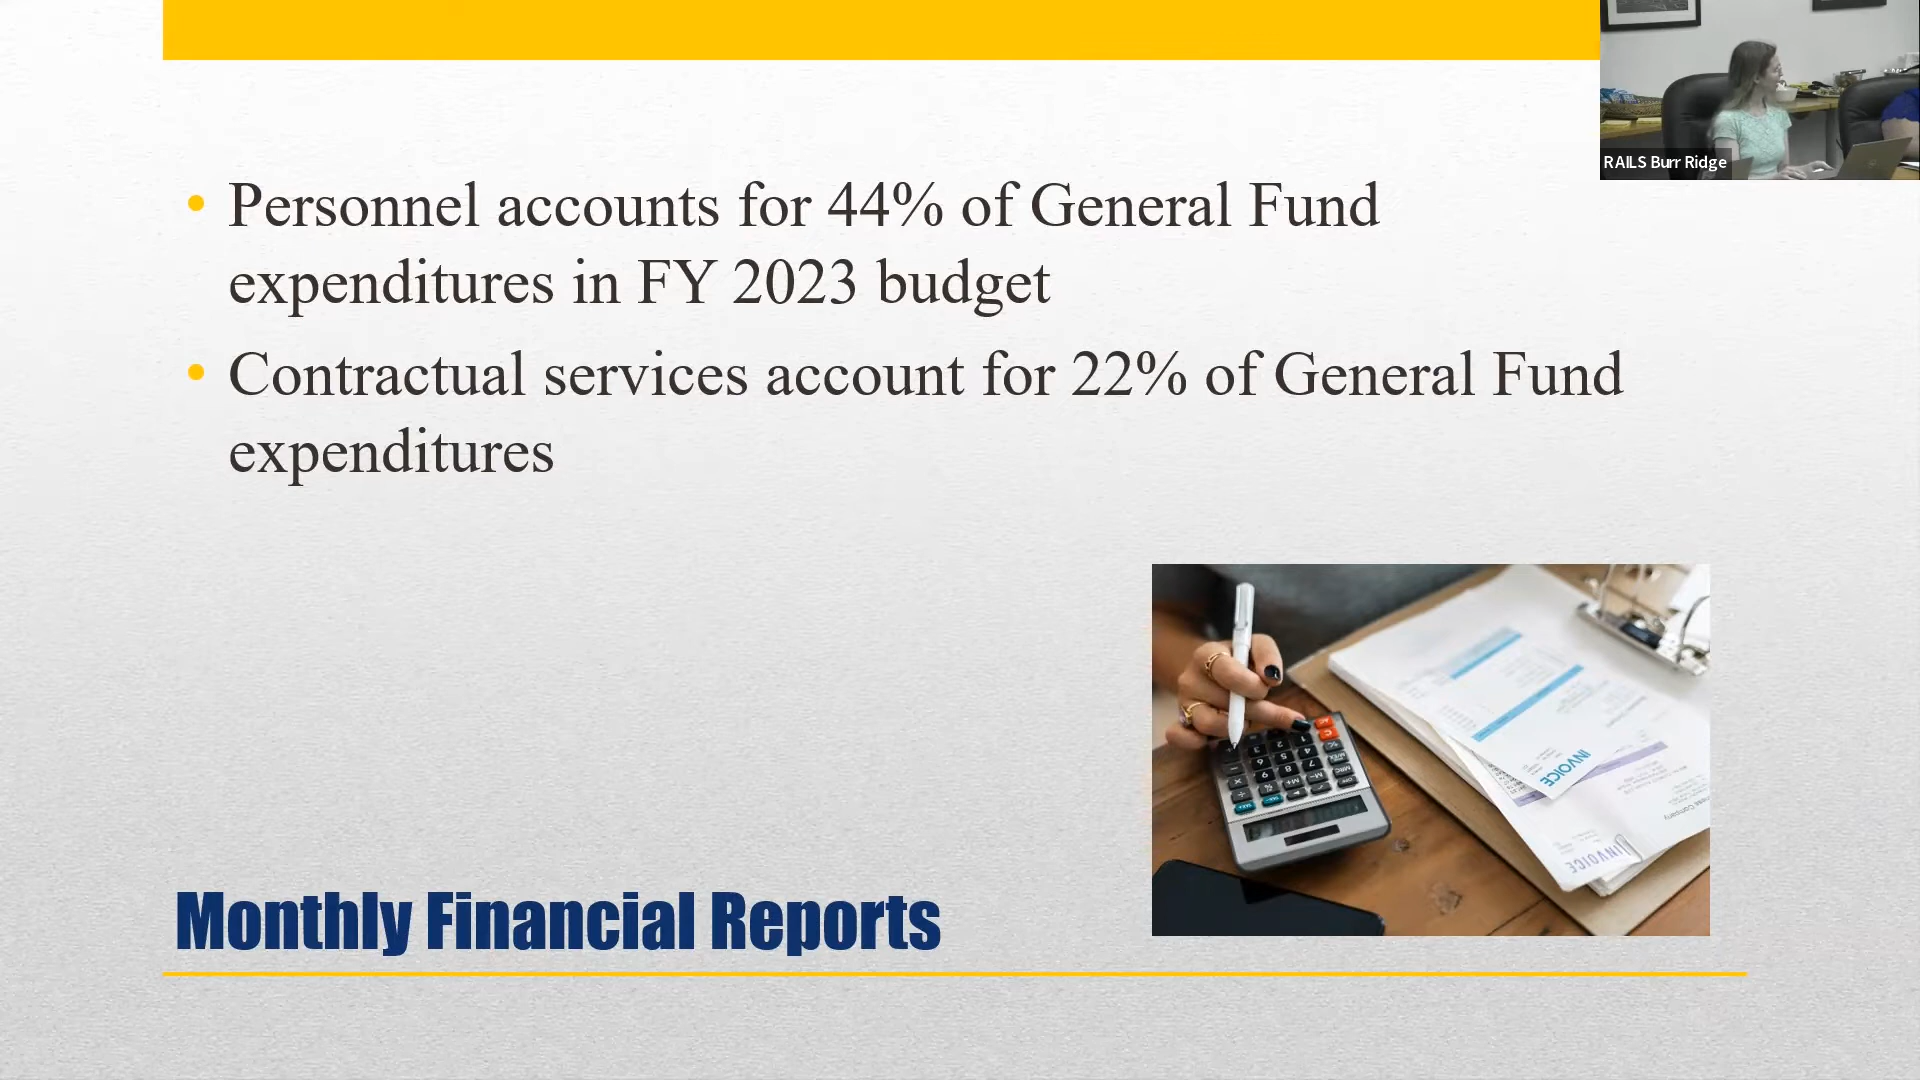 RAILS Burr Ridge
Personnel accounts for 44% of General Fund
expenditures in FY 2023 budget
Contractual services account for 22% of General Fund
expenditures
INVOICE
INVOICE
Monthly Financial Reports